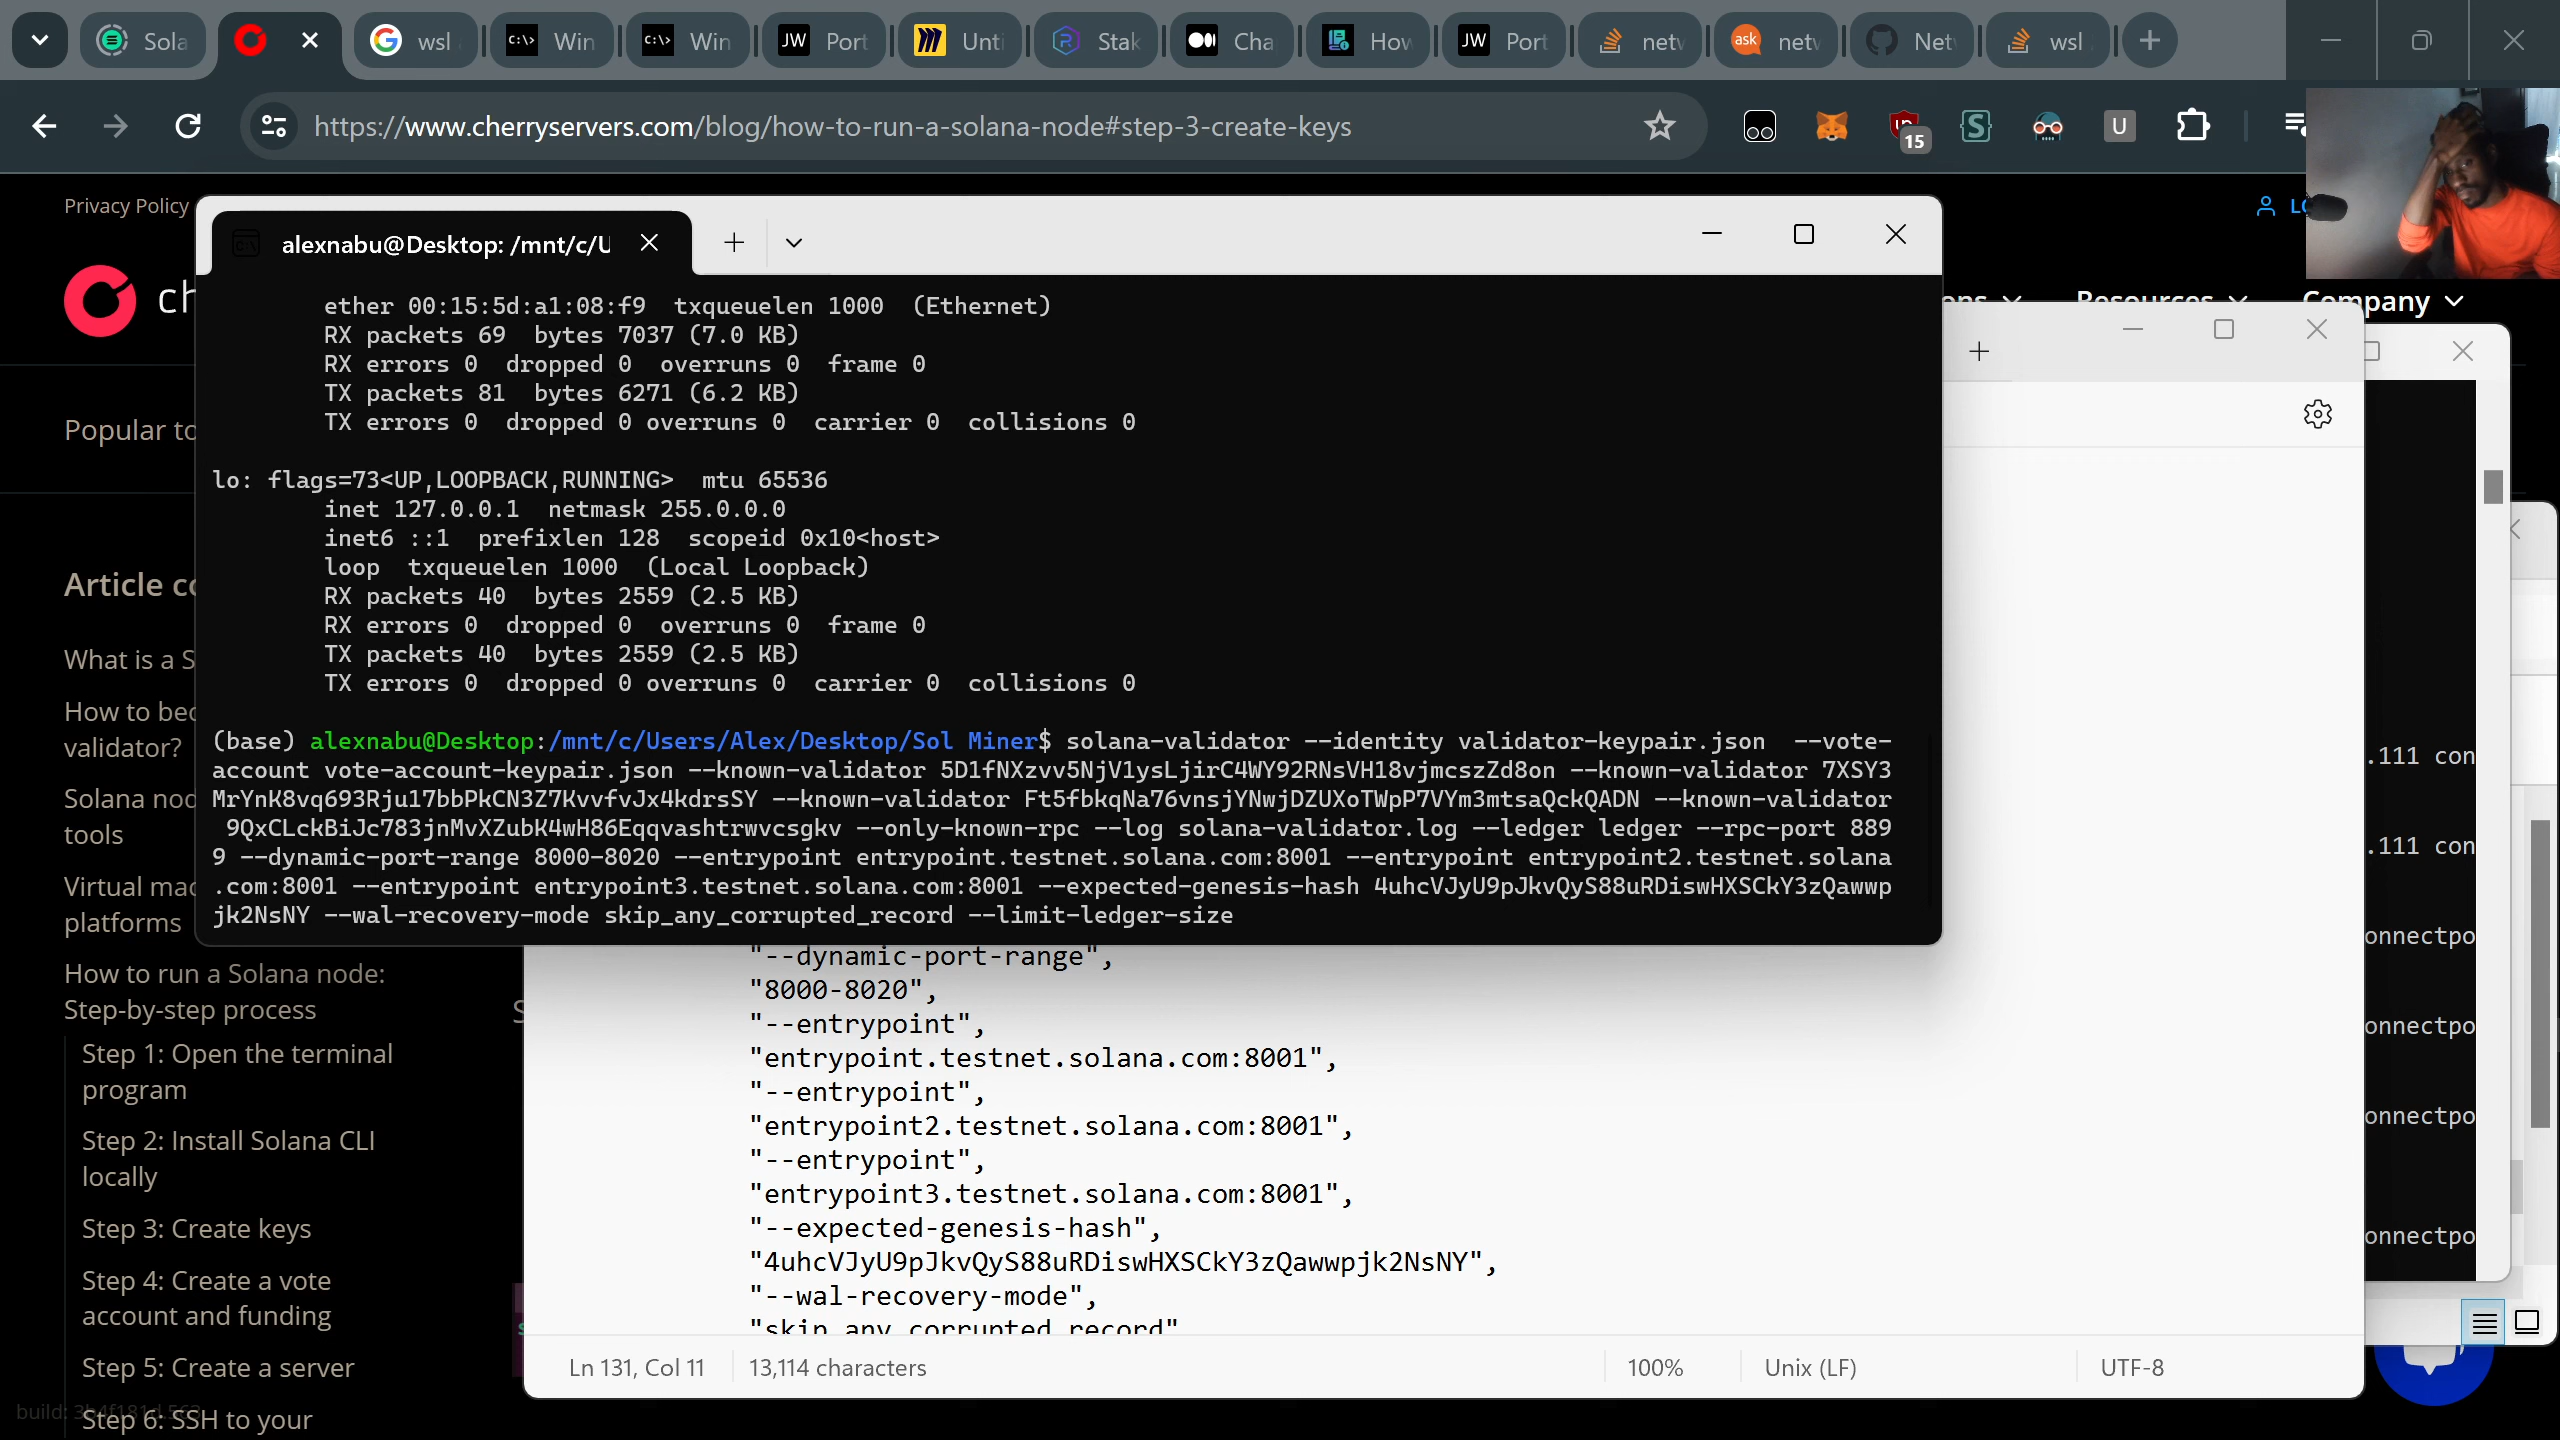 Sola
wsl
Win
Win
Port
Unti
Stak
Cha
How
Port
netw
netw
Net
wsl
https://www.cherryservers.com/blog/how-to-run-a-solana-node#step-3-create-keys
15
U
Privacy Policy
alexnabu@Desktop: /mnt/c/U
ch
Resources
Company
Popular to
Article co
What is a S
How to bec
validator?
Solana nod
tools
Virtual mac
platforms
How to run a Solana node:
Step-by-step process
Step 1: Open the terminal
program
Step 2: Install Solana CLI
locally
Step 3: Create keys
Step 4: Create a vote
account and funding
Step 5: Create a server
Step 6: SSH to your
ether 00:15:5d:a1:08:f9  txqueuelen 1000  (Ethernet)
RX packets 69  bytes 7037 (7.0 KB)
RX errors 0  dropped 0  overruns 0  frame 0
TX packets 81  bytes 6271 (6.2 KB)
TX errors 0  dropped 0 overruns 0  carrier 0  collisions 0
lo: flags=73<UP,LOOPBACK,RUNNING>  mtu 65536
inet 127.0.0.1  netmask 255.0.0.0
inet6 ::1  prefixlen 128  scopeid 0x10<host>
loop  txqueuelen 1000  (Local Loopback)
RX packets 40  bytes 2559 (2.5 KB)
RX errors 0  dropped 0  overruns 0  frame 0
TX packets 40  bytes 2559 (2.5 KB)
TX errors 0  dropped 0 overruns 0  carrier 0  collisions 0
(base) alexnabu@Desktop:/mnt/c/Users/Alex/Desktop/Sol Miner$ solana-validator --identity validator-keypair.json  --vote-
account vote-account-keypair.json --known-validator 5D1fNXzvv5NjV1ysLjirC4WY92RNsVH18vjmcszZd8on --known-validator 7XSY3
MrYnK8vq693Rju17bbPkCN3Z7KvvfvJx4kdrsSY --known-validator Ft5fbkqNa76vnsjYNwjDZUXoTWpP7VYm3mtsaQckQADN --known-validator
9QxCLckBiJc783jnMvXZubK4wH86Eqqvashtrwvcsgkv --only-known-rpc --log solana-validator.log --ledger ledger --rpc-port 889
9 --dynamic-port-range 8000-8020 --entrypoint entrypoint.testnet.solana.com:8001 --entrypoint entrypoint2.testnet.solana
.com:8001 --entrypoint entrypoint3.testnet.solana.com:8001 --expected-genesis-hash 4uhcVJyU9pJkvQyS88uRDiswHXSCkY3zQawwp
jk2NsNY --wal-recovery-mode skip_any_corrupted_record --limit-ledger-size
"--dynamic-port-range",
"8000-8020",
"--entrypoint",
"entrypoint.testnet.solana.com:8001",
"--entrypoint",
"entrypoint2.testnet.solana.com:8001",
"--entrypoint",
"entrypoint3.testnet.solana.com:8001",
"--expected-genesis-hash",
"4uhcVJyU9pJkvQyS88uRDiswHXSCkY3zQawwpjk2NsNY",
"--wal-recovery-mode",
"skip_any_corrupted_record"
Ln 131, Col 11
13,114 characters
100%
Unix (LF)
UTF-8
.111 con
.111 con
onnectpo
onnectpo
onnectpo
onnectpo